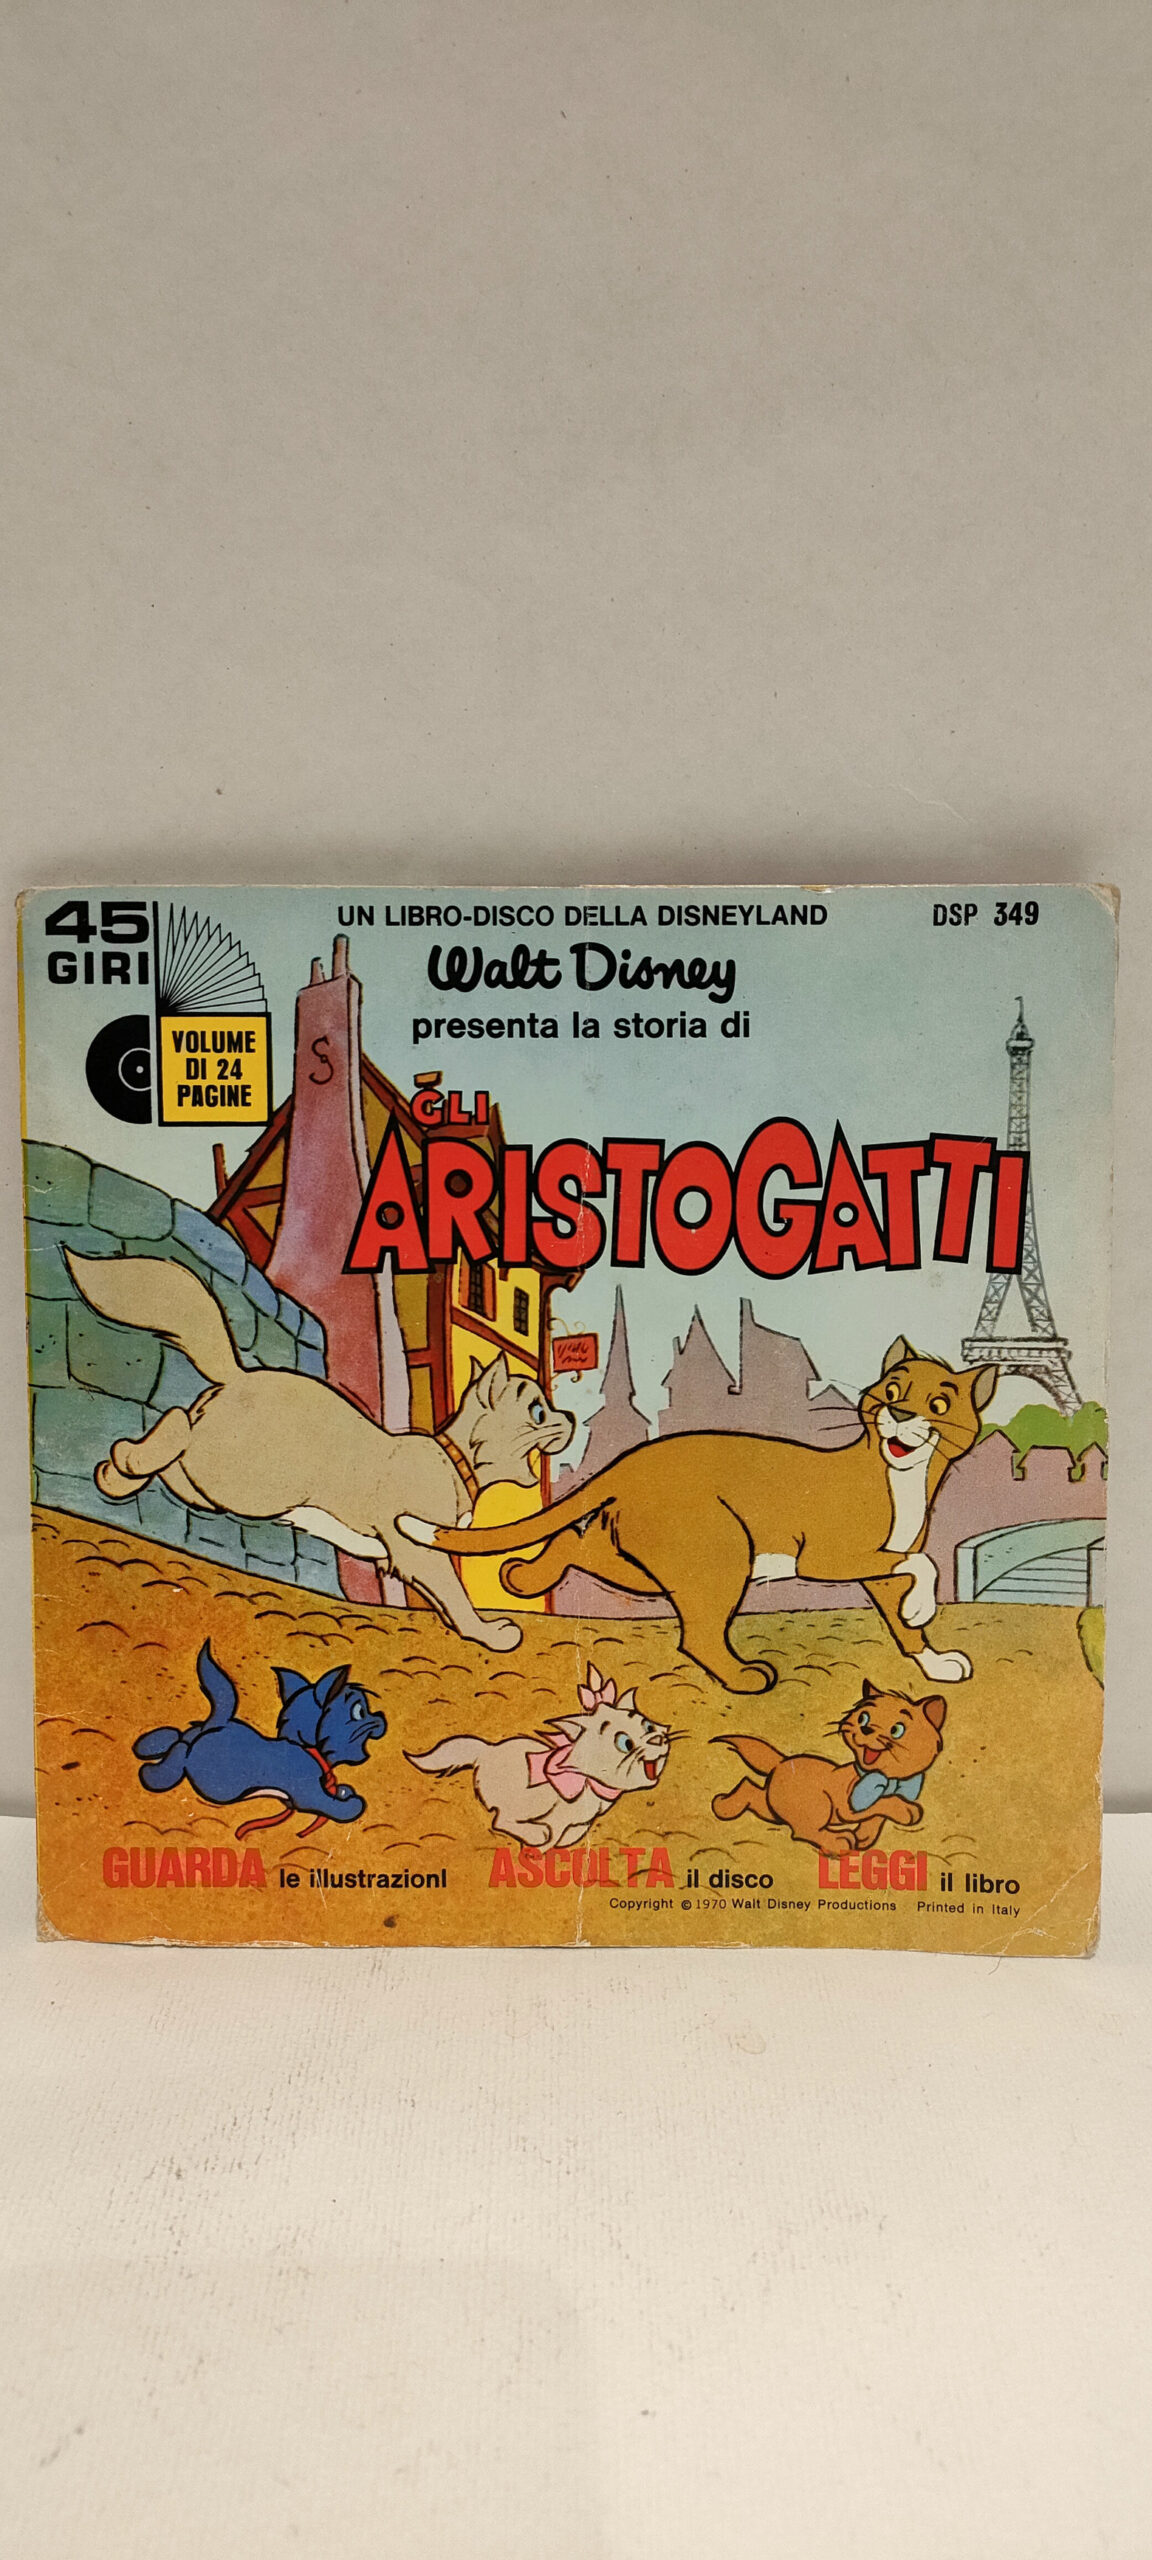 45
GIRI
VOLUME
DI 24
PAGINE
UN LIBRO-DISCO DELLA DISNEYLAND
DSP 349
Walt Disney
presenta la storia di
GLI
ARISTOGATTI
GUARDA le illustrazioni
ASCOLTA il disco
LEGGI il libro
Copyright © 1970 Walt Disney Productions Printed in Italy